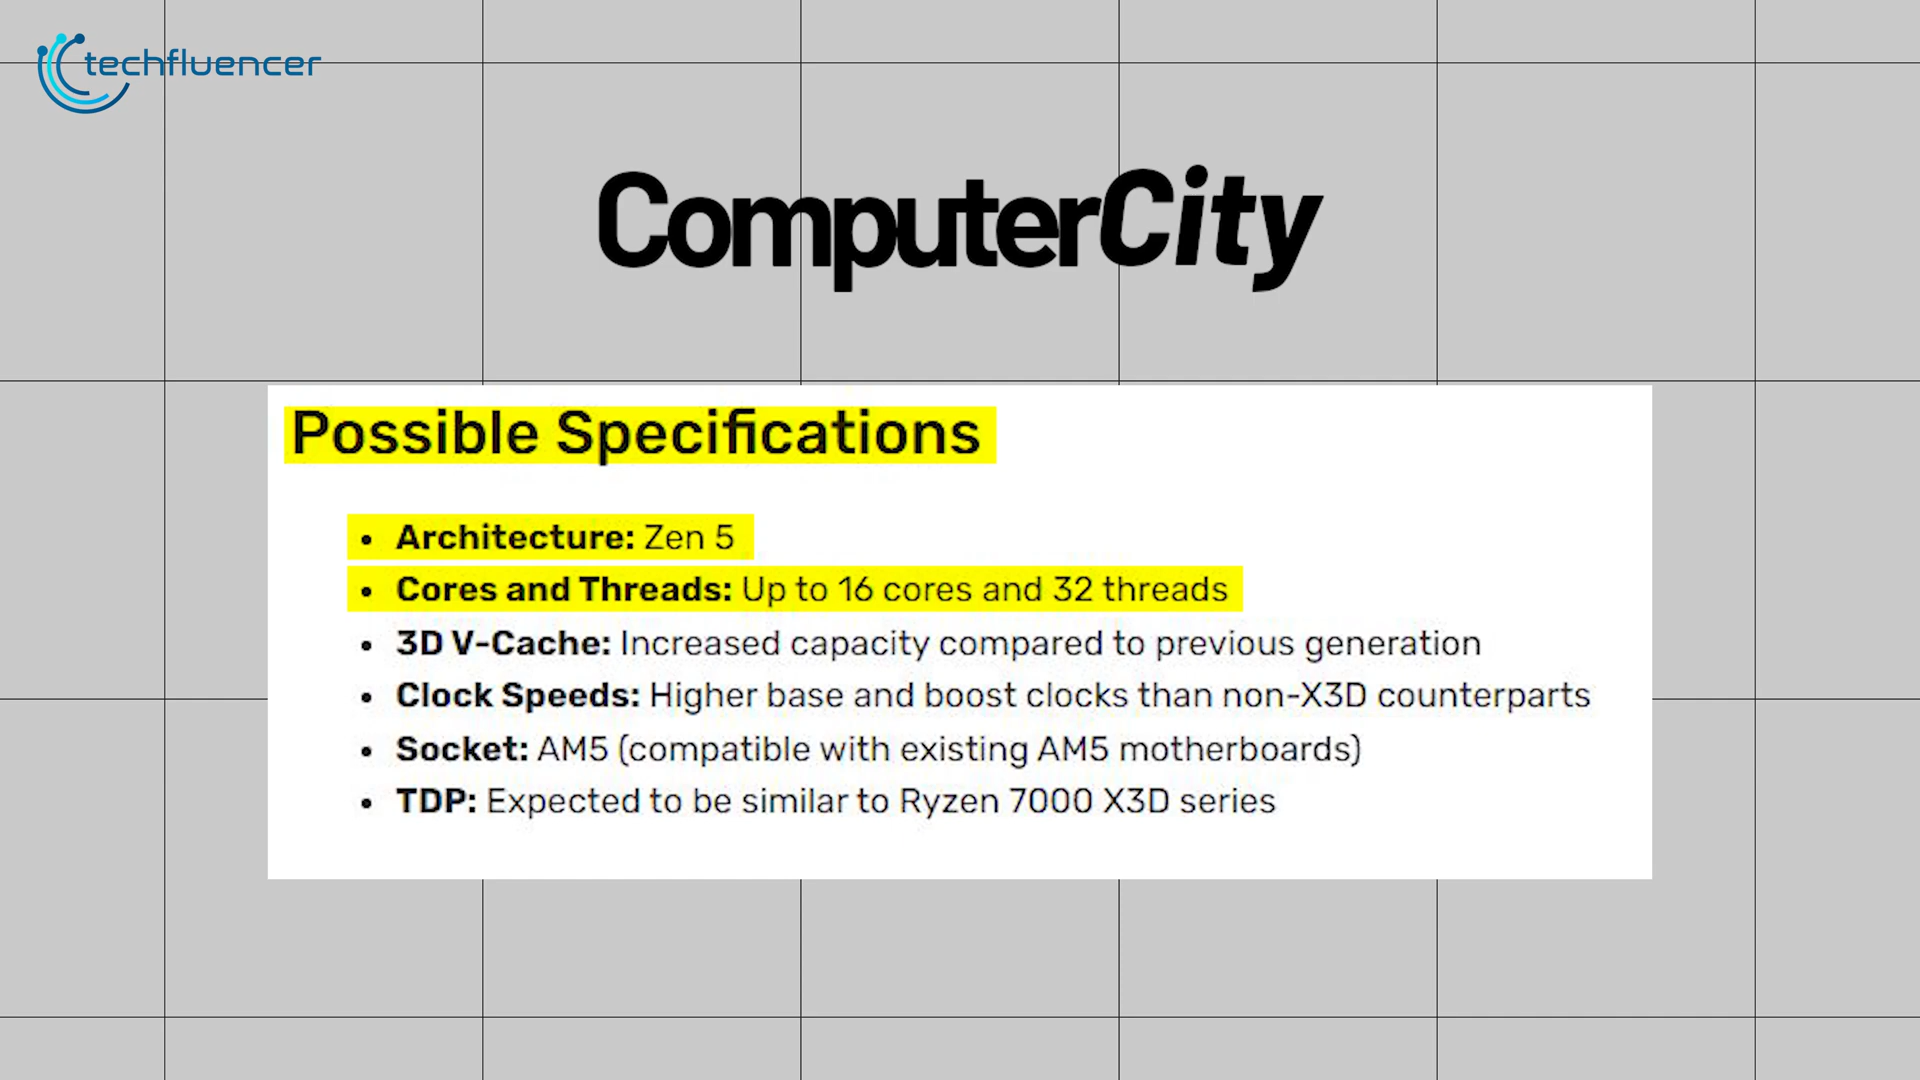 techfluencer
ComputerCity
Possible Specifications
• Architecture: Zen 5
• Cores and Threads: Up to 16 cores and 32 threads
• 3D V-Cache: Increased capacity compared to previous generation
• Clock Speeds: Higher base and boost clocks than non-X3D counterparts
• Socket: AM5 (compatible with existing AM5 motherboards)
• TDP: Expected to be similar to Ryzen 7000 X3D series